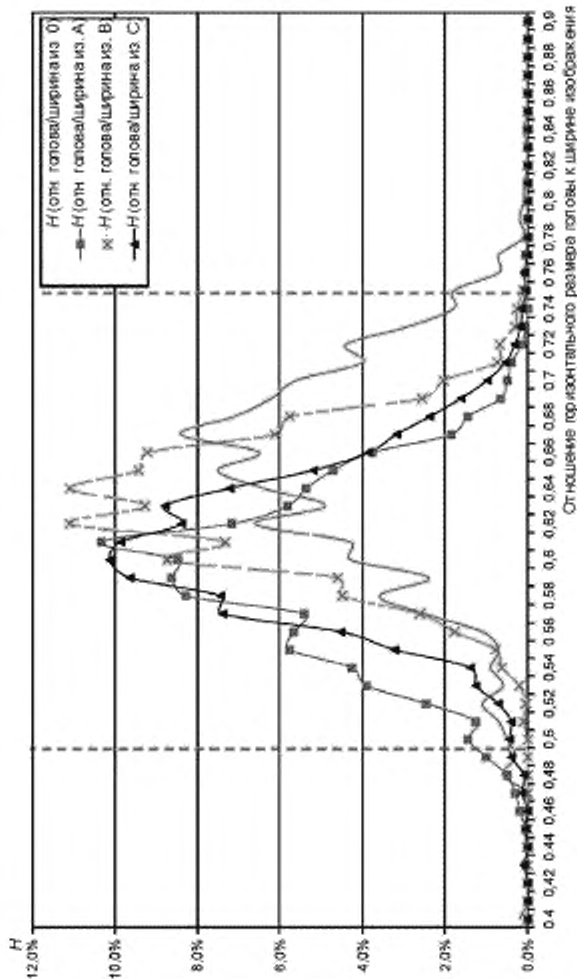 H
12,0%
10,0%
8,0%
6,0%
4,0%
2,0%
0,0%
H (отн. голова/ширина из. 0)
H (отн. голова/ширина из. A)
H (отн. голова/ширина из. B)
H (отн. голова/ширина из. C)
0.4 0,42 0.44 0,46 0,48 0,5 0,52 0,54 0.56 0,58 0,6 0,62 0,64 0,66 0,68 0.7 0,72 0.74 0,76 0,78 0,8 0,82 0,84 0,86 0,88 0,9
Отношение горизонтального размера головы к ширине изображения